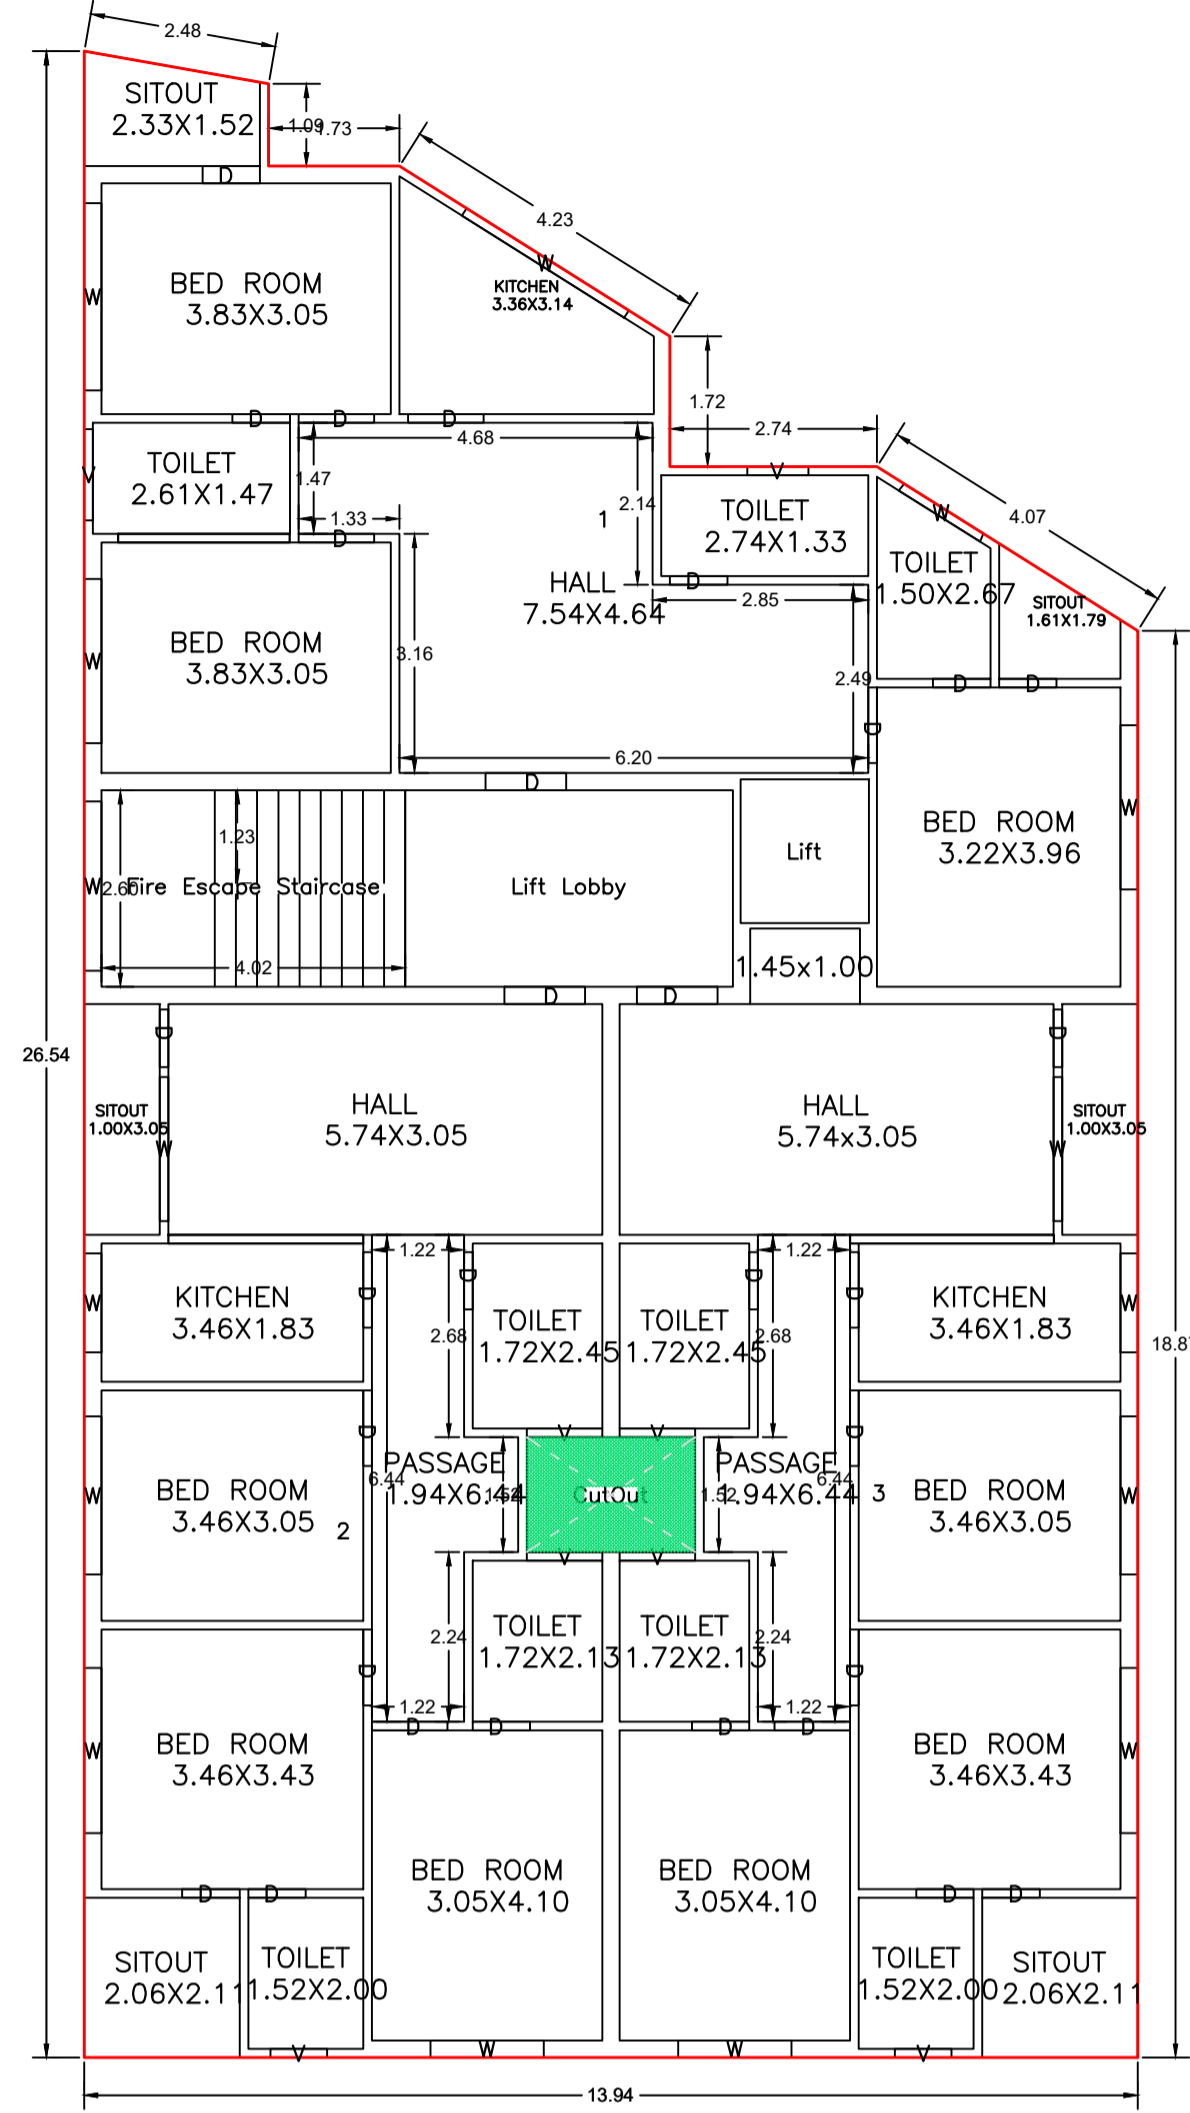 2.48
SITOUT
2.33X1.52
1.09
1.73
D
4.23
W
KITCHEN
3.36X3.14
BED ROOM
3.83X3.05
W
1.72
D
D
D
2.74
4.68
TOILET
2.61X1.47
V
1.47
2.14
V
1.33
1
TOILET
2.74X1.33
W
4.07
D
D
TOILET
1.50X2.67
HALL
7.54X4.64
2.85
SITOUT
1.61X1.79
BED ROOM
3.83X3.05
W
3.16
2.49
D
D
D
6.20
D
W
BED ROOM
3.22X3.96
1.23
Lift
W
2.60
Fire Escape Staircase
Lift Lobby
4.02
1.45x1.00
D
D
D
D
26.54
SITOUT
1.00X3.05
W
HALL
5.74X3.05
HALL
5.74x3.05
W
SITOUT
1.00X3.05
1.22
1.22
D
D
W
KITCHEN
3.46X1.83
D
D
KITCHEN
3.46X1.83
W
TOILET
1.72X2.45
TOILET
1.72X2.45
2.68
2.68
18.87
D
V
V
D
PASSAGE
1.94X6.44
6.44
1.52
CutOut
1.52
PASSAGE
1.94X6.44
6.44
W
BED ROOM
3.46X3.05
2
3
BED ROOM
3.46X3.05
W
V
V
2.24
TOILET
1.72X2.13
TOILET
1.72X2.13
2.24
D
D
1.22
1.22
D
D
D
D
W
BED ROOM
3.46X3.43
BED ROOM
3.46X3.43
W
BED ROOM
3.05X4.10
BED ROOM
3.05X4.10
D
D
D
D
SITOUT
2.06X2.11
TOILET
1.52X2.00
TOILET
1.52X2.00
SITOUT
2.06X2.11
V
W
W
V
13.94